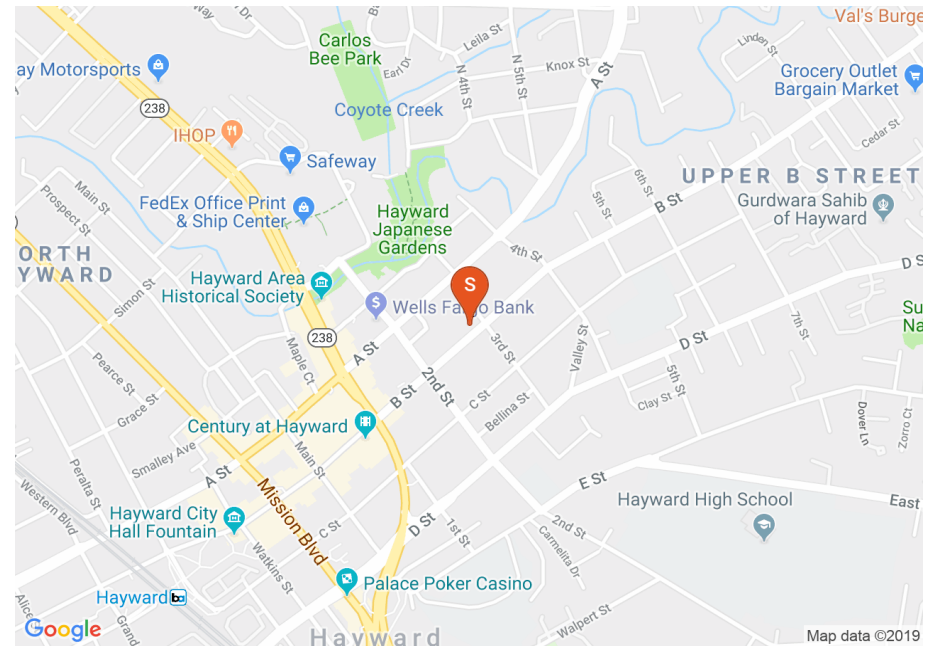 Dr
Val's Burge
Carlos
Bee Park
Leila St
Linden St
ay Motorsports
Earl Dr
N 4th St
N 5th St
Knox St
A St
Grocery Outlet
Bargain Market
238
Coyote Creek
IHOP
Safeway
Cedar St
Main St
Prospect St
FedEx Office Print
& Ship Center
Hayward
Japanese
Gardens
UPPER B STREET
6th St
5th St
B St
Gurdwara Sahib
of Hayward
ORTH
YWARD
4th St
D S
Hayward Area
Historical Society
S
Simon St
$
Wells Fargo Bank
Su
Na
238
Maple Ct
A St
3rd St
Valley St
D St
7th St
Pearce St
Grace St
2nd St
B St
C St
5th St
Clay St
Bellina St
Dover Ln
Zorro Ct
Century at Hayward
Smalley Ave
Main St
A St
Peralta St
Western Blvd
Mission Blvd
E St
Hayward High School
East
Hayward City
Hall Fountain
C St
D St
1st St
2nd St
Carmelita Dr
Watkins St
Palace Poker Casino
Hayward
ba
Alice
Grand
Walpert St
Google
Hayward
Map data ©2019